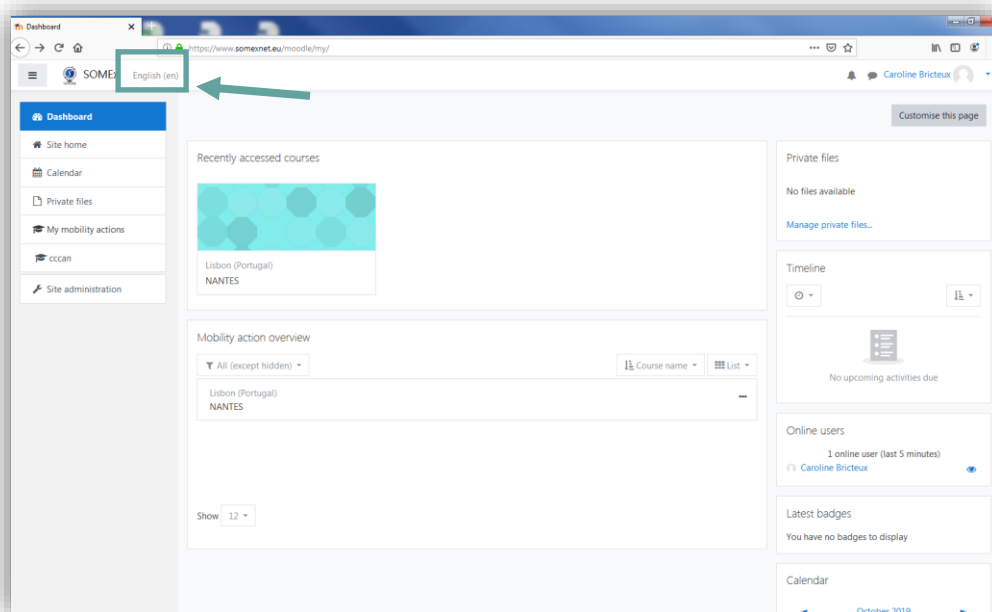 Dashboard
https://www.somexnet.eu/moodle/my/
SOMEX English (en)
Caroline Bricteux
Customise this page
Dashboard
Site home
Calendar
Private files
My mobility actions
cccan
Site administration
Recently accessed courses
Lisbon (Portugal)
NANTES
Mobility action overview
All (except hidden)
Course name
List
Lisbon (Portugal)
NANTES
Show 12
Private files
No files available
Manage private files...
Timeline
No upcoming activities due
Online users
1 online user (last 5 minutes)
Caroline Bricteux
Latest badges
You have no badges to display
Calendar
October 2019